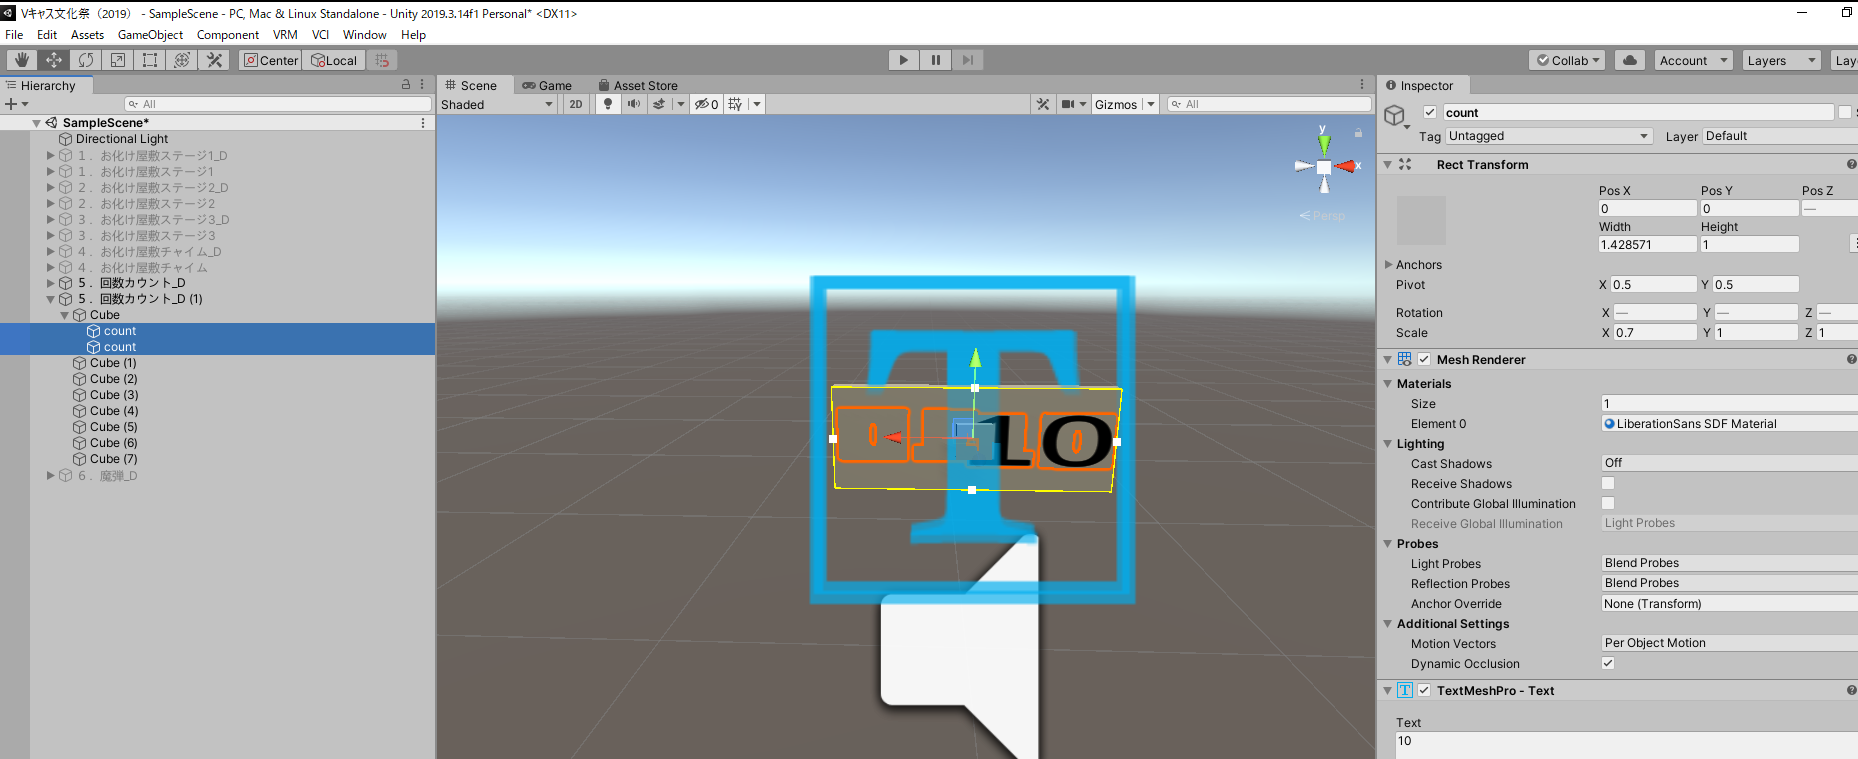 Vキャス文化祭（2019） - SampleScene - PC, Mac & Linux Standalone - Unity 2019.3.14f1 Personal* <DX11>
File Edit Assets GameObject Component VRM VCI Window Help
Center Local Collab Account Layers Lay
Hierarchy
All
SampleScene*
Directional Light
1．お化け屋敷ステージ1_D
1．お化け屋敷ステージ1
2．お化け屋敷ステージ2_D
2．お化け屋敷ステージ2
3．お化け屋敷ステージ3_D
3．お化け屋敷ステージ3
4．お化け屋敷チャイム_D
4．お化け屋敷チャイム
5．回数カウント_D
5．回数カウント_D (1)
Cube
count
count
Cube (1)
Cube (2)
Cube (3)
Cube (4)
Cube (5)
Cube (6)
Cube (7)
6．魔弾_D
Scene Game Asset Store
Shaded 2D 0 Gizmos All
y
x
Persp
T
10
Inspector
count
Tag Untagged Layer Default
Rect Transform
Pos X Pos Y Pos Z
0 0 —
Width Height
1.428571 1
Anchors
Pivot X 0.5 Y 0.5
Rotation X — Y — Z —
Scale X 0.7 Y 1 Z 1
Mesh Renderer
Materials
Size 1
Element 0 LiberationSans SDF Material
Lighting
Cast Shadows Off
Receive Shadows
Contribute Global Illumination
Receive Global Illumination Light Probes
Probes
Light Probes Blend Probes
Reflection Probes Blend Probes
Anchor Override None (Transform)
Additional Settings
Motion Vectors Per Object Motion
Dynamic Occlusion
T TextMeshPro - Text
Text
10